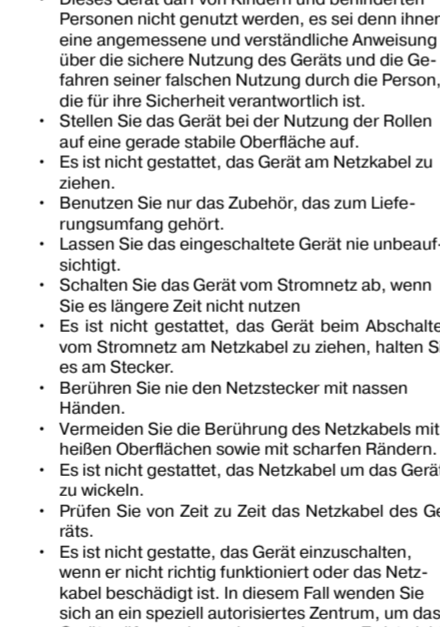 • Dieses Gerät darf von Kindern und behinderten
Personen nicht genutzt werden, es sei denn ihnen
eine angemessene und verständliche Anweisung
über die sichere Nutzung des Geräts und die Ge-
fahren seiner falschen Nutzung durch die Person,
die für ihre Sicherheit verantwortlich ist.
• Stellen Sie das Gerät bei der Nutzung der Rollen
auf eine gerade stabile Oberfläche auf.
• Es ist nicht gestattet, das Gerät am Netzkabel zu
ziehen.
• Benutzen Sie nur das Zubehör, das zum Liefe-
rungsumfang gehört.
• Lassen Sie das eingeschaltete Gerät nie unbeauf-
sichtigt.
• Schalten Sie das Gerät vom Stromnetz ab, wenn
Sie es längere Zeit nicht nutzen
• Es ist nicht gestattet, das Gerät beim Abschalte
vom Stromnetz am Netzkabel zu ziehen, halten Si
es am Stecker.
• Berühren Sie nie den Netzstecker mit nassen
Händen.
• Vermeiden Sie die Berührung des Netzkabels mit
heißen Oberflächen sowie mit scharfen Rändern.
• Es ist nicht gestattet, das Netzkabel um das Gerät
zu wickeln.
• Prüfen Sie von Zeit zu Zeit das Netzkabel des Ge
räts.
• Es ist nicht gestatte, das Gerät einzuschalten,
wenn er nicht richtig funktioniert oder das Netz-
kabel beschädigt ist. In diesem Fall wenden Sie
sich an ein speziell autorisiertes Zentrum, um das